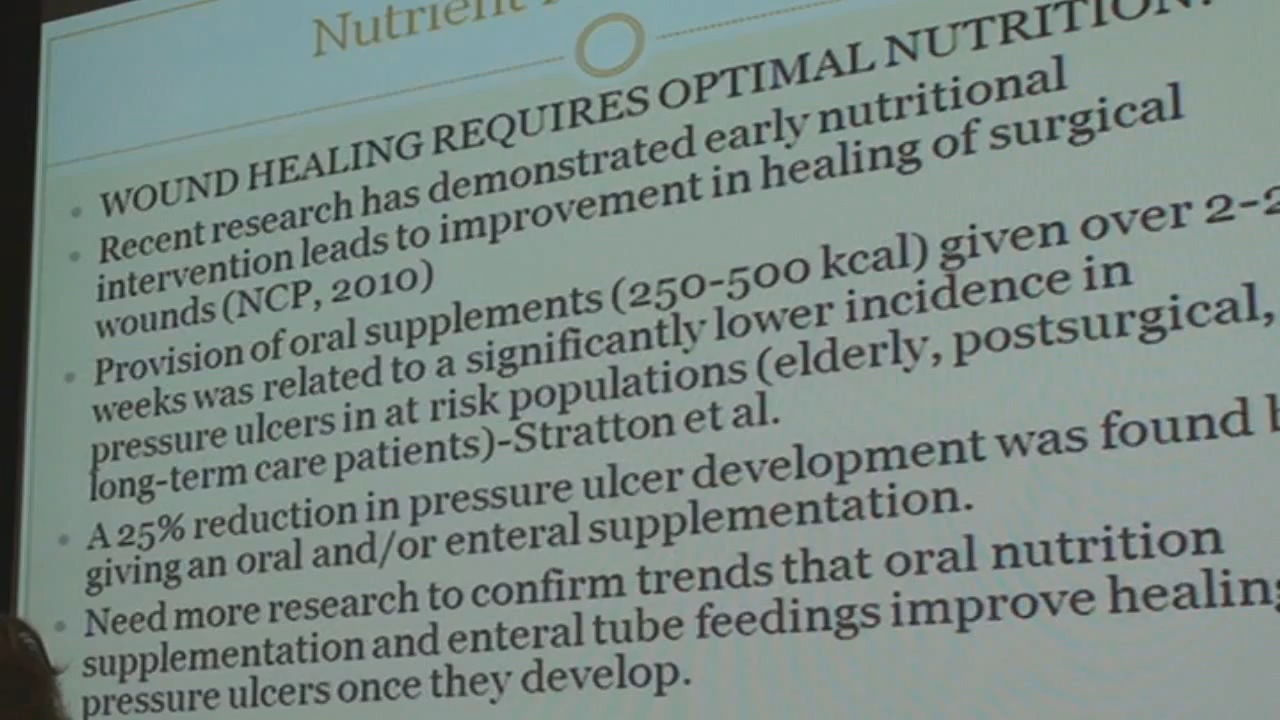 Nutrient
WOUND HEALING REQUIRES OPTIMAL NUTRITION!
Recent research has demonstrated early nutritional
intervention leads to improvement in healing of surgical
wounds (NCP, 2010)
Provision of oral supplements (250-500 kcal) given over 2-2
weeks was related to a significantly lower incidence in
pressure ulcers in at risk populations (elderly, postsurgical,
long-term care patients)-Stratton et al.
A 25% reduction in pressure ulcer development was found
giving an oral and/or enteral supplementation.
Need more research to confirm trends that oral nutrition
supplementation and enteral tube feedings improve healing
pressure ulcers once they develop.